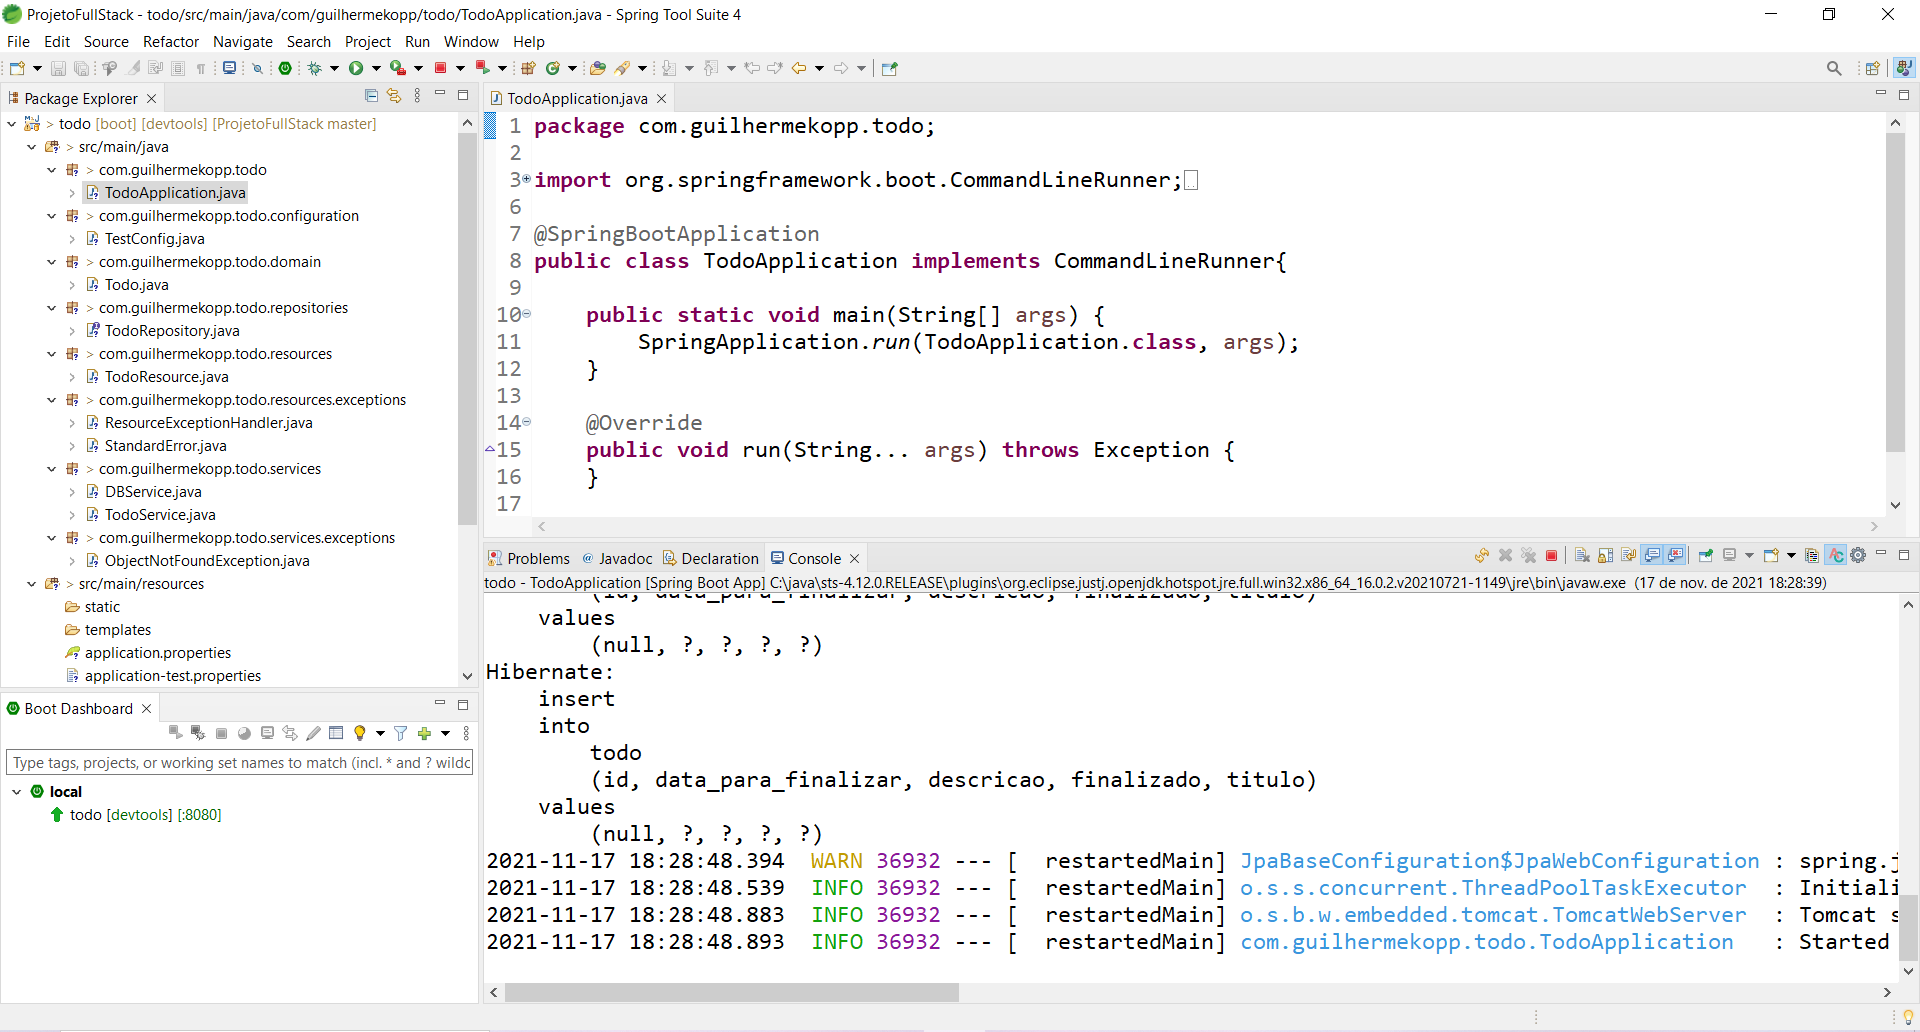 ProjetoFullStack - todo/src/main/java/com/guilhermekopp/todo/TodoApplication.java - Spring Tool Suite 4
File Edit Source Refactor Navigate Search Project Run Window Help
Package Explorer
> todo [boot] [devtools] [ProjetoFullStack master]
> src/main/java
> com.guilhermekopp.todo
TodoApplication.java
> com.guilhermekopp.todo.configuration
TestConfig.java
> com.guilhermekopp.todo.domain
Todo.java
> com.guilhermekopp.todo.repositories
TodoRepository.java
> com.guilhermekopp.todo.resources
TodoResource.java
> com.guilhermekopp.todo.resources.exceptions
ResourceExceptionHandler.java
StandardError.java
> com.guilhermekopp.todo.services
DBService.java
TodoService.java
> com.guilhermekopp.todo.services.exceptions
ObjectNotFoundException.java
> src/main/resources
static
templates
application.properties
application-test.properties
Boot Dashboard
Type tags, projects, or working set names to match (incl. * and ? wildc
local
todo [devtools] [:8080]
TodoApplication.java
1 package com.guilhermekopp.todo;
2
3 import org.springframework.boot.CommandLineRunner;
6
7 @SpringBootApplication
8 public class TodoApplication implements CommandLineRunner{
9
10 public static void main(String[] args) {
11 SpringApplication.run(TodoApplication.class, args);
12 }
13
14 @Override
15 public void run(String... args) throws Exception {
16 }
17
Problems @ Javadoc Declaration Console
todo - TodoApplication [Spring Boot App] C:\java\sts-4.12.0.RELEASE\plugins\org.eclipse.justj.openjdk.hotspot.jre.full.win32.x86_64_16.0.2.v20210721-1149\jre\bin\javaw.exe (17 de nov. de 2021 18:28:39)
(id, data_para_finalizar, descricao, finalizado, titulo)
values
(null, ?, ?, ?, ?)
Hibernate:
insert
into
todo
(id, data_para_finalizar, descricao, finalizado, titulo)
values
(null, ?, ?, ?, ?)
2021-11-17 18:28:48.394 WARN 36932 --- [ restartedMain] JpaBaseConfiguration$JpaWebConfiguration : spring.j
2021-11-17 18:28:48.539 INFO 36932 --- [ restartedMain] o.s.s.concurrent.ThreadPoolTaskExecutor : Initiali
2021-11-17 18:28:48.883 INFO 36932 --- [ restartedMain] o.s.b.w.embedded.tomcat.TomcatWebServer : Tomcat s
2021-11-17 18:28:48.893 INFO 36932 --- [ restartedMain] com.guilhermekopp.todo.TodoApplication : Started